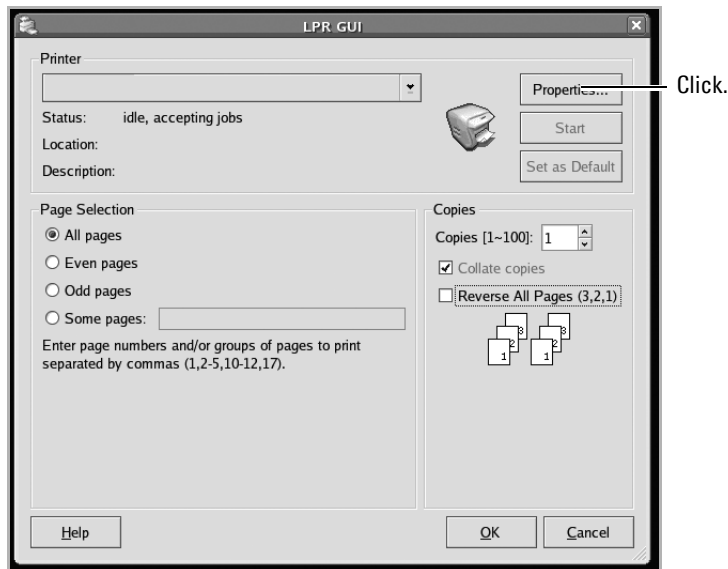 LPR GUI
Printer
Properties...
Click.
Status: idle, accepting jobs
Start
Location:
Description:
Set as Default
Page Selection
All pages
Even pages
Odd pages
Some pages:
Enter page numbers and/or groups of pages to print
separated by commas (1,2-5,10-12,17).
Copies
Copies [1~100]: 1
Collate copies
Reverse All Pages (3,2,1)
3 3
2 2
1 1
Help
OK
Cancel